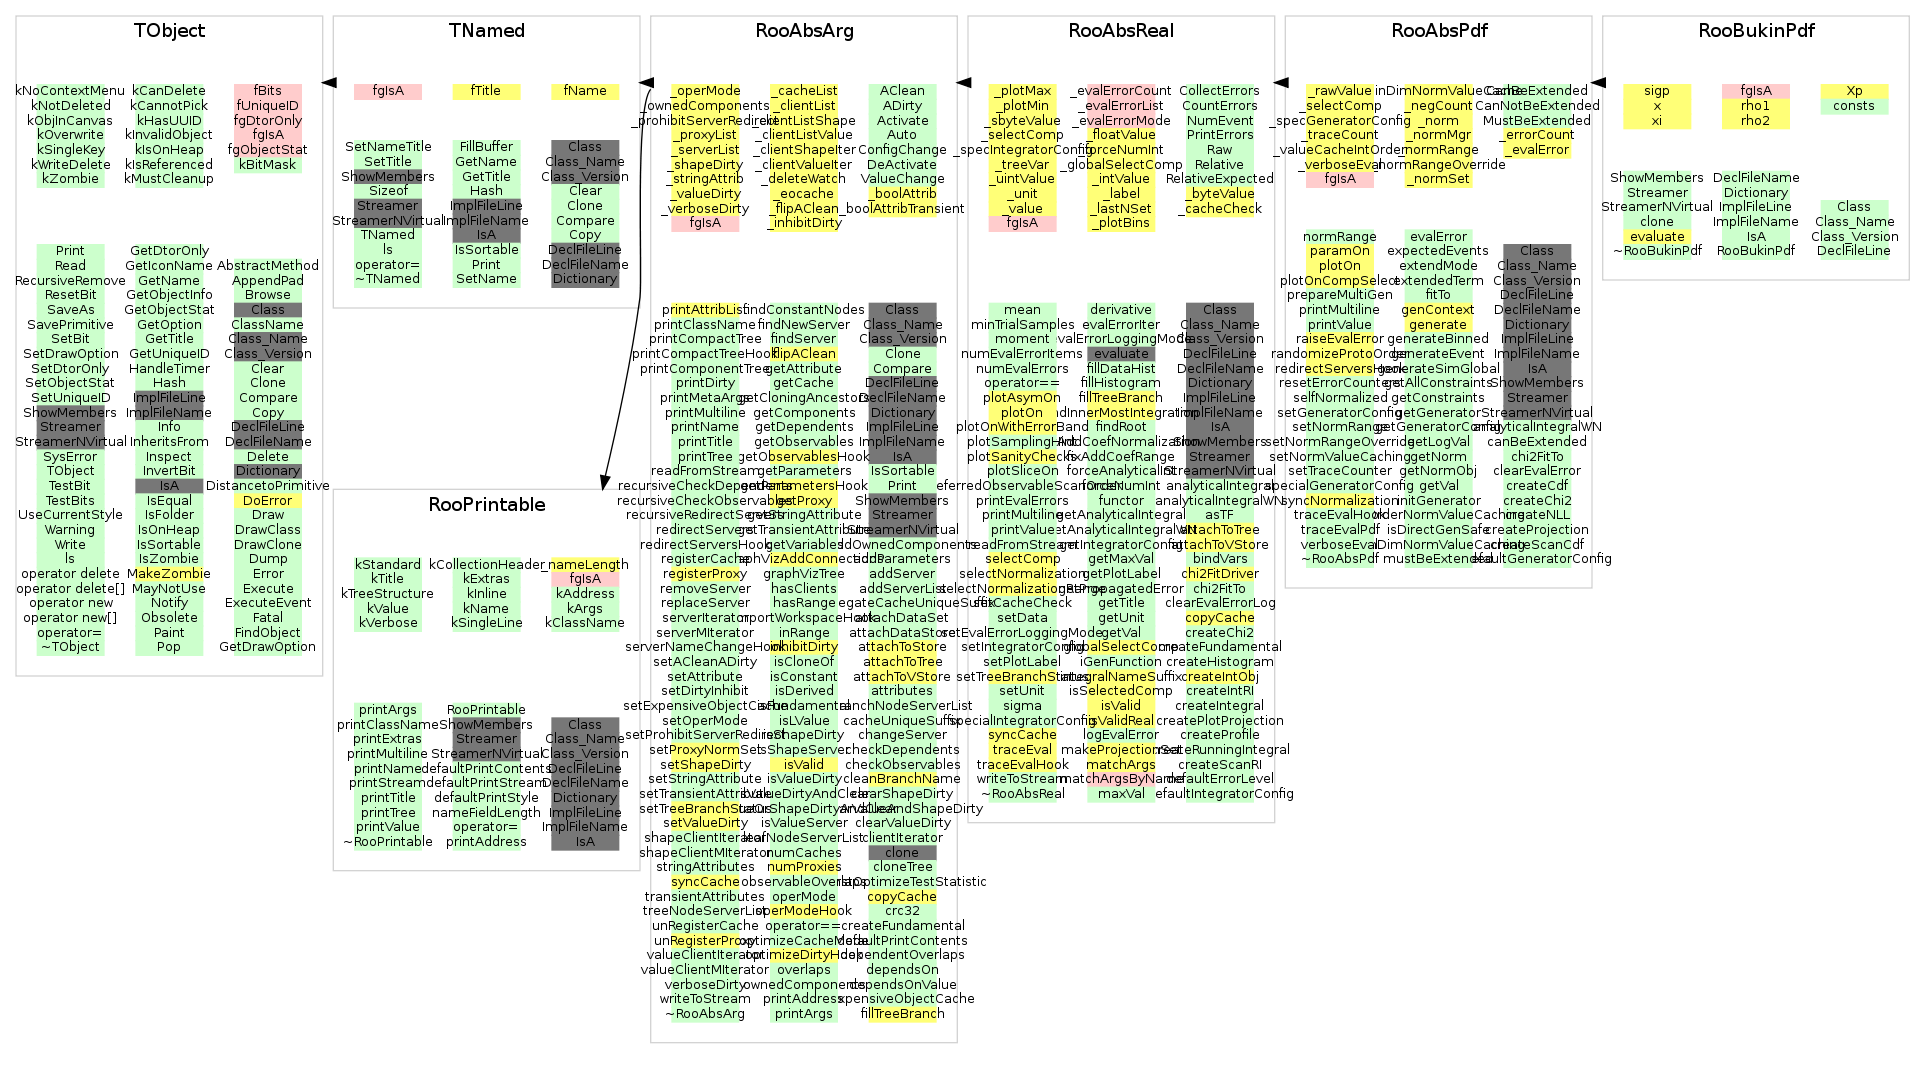 TObject
kNoContextMenu
kNotDeleted
kObjInCanvas
kOverwrite
kSingleKey
kWriteDelete
kZombie
kCanDelete
kCannotPick
kHasUUID
kInvalidObject
kIsOnHeap
kIsReferenced
kMustCleanup
fBits
fUniqueID
fgDtorOnly
fgIsA
fgObjectStat
kBitMask
Print
Read
RecursiveRemove
ResetBit
SaveAs
SavePrimitive
SetBit
SetDrawOption
SetDtorOnly
SetObjectStat
SetUniqueID
ShowMembers
Streamer
StreamerNVirtual
SysError
TObject
TestBit
TestBits
UseCurrentStyle
Warning
Write
ls
operator delete
operator delete[]
operator new
operator new[]
operator=
~TObject
GetDtorOnly
GetIconName
GetName
GetObjectInfo
GetObjectStat
GetOption
GetTitle
GetUniqueID
HandleTimer
Hash
ImplFileLine
ImplFileName
Info
InheritsFrom
Inspect
InvertBit
IsA
IsEqual
IsFolder
IsOnHeap
IsSortable
IsZombie
MakeZombie
MayNotUse
Notify
Obsolete
Paint
Pop
AbstractMethod
AppendPad
Browse
Class
ClassName
Class_Name
Class_Version
Clear
Clone
Compare
Copy
DeclFileLine
DeclFileName
Delete
Dictionary
DistancetoPrimitive
DoError
Draw
DrawClass
DrawClone
Dump
Error
Execute
ExecuteEvent
Fatal
FindObject
GetDrawOption
TNamed
fgIsA
fTitle
fName
SetNameTitle
SetTitle
ShowMembers
Sizeof
Streamer
StreamerNVirtual
TNamed
ls
operator=
~TNamed
FillBuffer
GetName
GetTitle
Hash
ImplFileLine
ImplFileName
IsA
IsSortable
Print
SetName
Class
Class_Name
Class_Version
Clear
Clone
Compare
Copy
DeclFileLine
DeclFileName
Dictionary
RooPrintable
kStandard
kTitle
kTreeStructure
kValue
kVerbose
kCollectionHeader
kExtras
kInline
kName
kSingleLine
_nameLength
fgIsA
kAddress
kArgs
kClassName
printArgs
printClassName
printExtras
printMultiline
printName
printStream
printTitle
printTree
printValue
~RooPrintable
RooPrintable
ShowMembers
Streamer
StreamerNVirtual
defaultPrintContents
defaultPrintStream
defaultPrintStyle
nameFieldLength
operator=
printAddress
Class
Class_Name
Class_Version
DeclFileLine
DeclFileName
Dictionary
ImplFileLine
ImplFileName
IsA
RooAbsArg
_operMode
_ownedComponents
_prohibitServerRedirect
_proxyList
_serverList
_shapeDirty
_stringAttrib
_valueDirty
_verboseDirty
fgIsA
_cacheList
_clientList
_clientListValue
_clientShapeIter
_clientValueIter
_deleteWatch
_eocache
_flipAClean
_inhibitDirty
AClean
ADirty
Activate
Auto
ConfigChange
DeActivate
ValueChange
_boolAttrib
_boolAttribTransient
printAttribList
printClassName
printCompactTree
printCompactTreeHook
printComponentTree
printDirty
printMetaArgs
printMultiline
printName
printTitle
printTree
readFromStream
recursiveCheckDependents
recursiveCheckObservables
recursiveRedirectServers
redirectServers
redirectServersHook
registerCache
registerProxy
removeServer
replaceServer
serverIterator
serverMIterator
serverNameChangeHook
setACleanADirty
setAttribute
setDirtyInhibit
setExpensiveObjectCache
setOperMode
setProhibitServerRedirect
setProxyNormSet
setShapeDirty
setStringAttribute
setTransientAttribute
setTreeBranchStatus
setValueDirty
shapeClientIterator
shapeClientMIterator
stringAttributes
syncCache
transientAttributes
treeNodeServerList
unRegisterCache
unRegisterProxy
valueClientIterator
valueClientMIterator
verboseDirty
writeToStream
~RooAbsArg
findConstantNodes
findNewServer
findServer
flipAClean
getAttribute
getCache
getCloningAncestors
getComponents
getDependents
getObservables
getObservablesHook
getParameters
getParametersHook
getProxy
getStringAttribute
getTransientAttribute
getVariables
graphVizTree
hasClients
hasRange
inRange
inhibitDirty
isCloneOf
isConstant
isDerived
isFundamental
isLValue
isShapeDirty
isShapeServer
isValid
isValueDirty
isValueServer
leafNodeServerList
numCaches
numProxies
observableOverlaps
operMode
operModeHook
operator==
optimizeCacheMode
optimizeDirtyHook
overlaps
ownedComponents
printAddress
printArgs
Class
Class_Name
Class_Version
Clone
Compare
DeclFileLine
DeclFileName
Dictionary
ImplFileLine
ImplFileName
IsA
IsSortable
Print
ShowMembers
Streamer
StreamerNVirtual
addOwnedComponents
addParameters
addServer
addServerList
attachDataSet
attachDataStore
attachToStore
attachToTree
attachToVStore
attributes
branchNodeServerList
cacheUniqueSuffix
changeServer
checkDependents
checkObservables
cleanBranchName
clearShapeDirty
clearValueDirty
clientIterator
clone
cloneTree
copyCache
crc32
createFundamental
defaultPrintContents
dependentOverlaps
dependsOn
dependsOnValue
expensiveObjectCache
fillTreeBranch
RooAbsReal
_plotMax
_plotMin
_sbyteValue
_selectComp
_specIntegratorConfig
_treeVar
_uintValue
_unit
_value
fgIsA
_evalErrorCount
_evalErrorList
_evalErrorMode
_floatValue
_forceNumInt
_globalSelectComp
_intValue
_label
_lastNSet
_plotBins
CollectErrors
CountErrors
NumEvent
PrintErrors
Raw
Relative
RelativeExpected
_byteValue
_cacheCheck
mean
minTrialSamples
moment
numEvalErrorItems
numEvalErrors
operator==
plotAsymOn
plotOn
plotOnWithErrorBand
plotSamplingHint
plotSanityChecks
plotSliceOn
preferredObservableScanOrder
printEvalErrors
printMultiline
printValue
readFromStream
selectComp
selectNormalization
selectNormalizationRange
setCacheCheck
setData
setEvalErrorLoggingMode
setIntegratorConfig
setPlotLabel
setTreeBranchStatus
setUnit
sigma
specialIntegratorConfig
syncCache
traceEval
traceEvalHook
writeToStream
~RooAbsReal
derivative
evalErrorIter
evalErrorLoggingMode
evaluate
fillDataHist
fillHistogram
fillTreeBranch
findInnerMostIntegration
findRoot
fixAddCoefNormalization
fixAddCoefRange
forceAnalyticalInt
forceNumInt
functor
getAnalyticalIntegral
getAnalyticalIntegralWN
getIntegratorConfig
getMaxVal
getPlotLabel
getPropagatedError
getTitle
getUnit
getVal
globalSelectComp
iGenFunction
integralNameSuffix
isSelectedComp
isValid
isValidReal
logEvalError
makeProjectionSet
matchArgs
matchArgsByName
maxVal
Class
Class_Name
Class_Version
DeclFileLine
DeclFileName
Dictionary
ImplFileLine
ImplFileName
IsA
ShowMembers
Streamer
StreamerNVirtual
analyticalIntegral
analyticalIntegralWN
asTF
attachToTree
attachToVStore
bindVars
chi2FitDriver
chi2FitTo
clearEvalErrorLog
copyCache
createChi2
createFundamental
createHistogram
createIntObj
createIntRI
createIntegral
createPlotProjection
createProfile
createRunningIntegral
createScanRI
defaultErrorLevel
defaultIntegratorConfig
RooAbsPdf
_rawValue
_selectComp
_specGeneratorConfig
_traceCount
_valueCacheIntOrder
_verboseEval
fgIsA
_negCount
_norm
_normMgr
_normRange
_normRangeOverride
_normSet
CanBeExtended
CanNotBeExtended
MustBeExtended
_errorCount
_evalError
normRange
paramOn
plotOn
plotOnCompSelect
prepareMultiGen
printMultiline
printValue
raiseEvalError
randomizeProtoOrder
redirectServersHook
resetErrorCounters
selfNormalized
setGeneratorConfig
setNormRange
setNormRangeOverride
setNormValueCaching
setTraceCounter
specialGeneratorConfig
syncNormalization
traceEvalHook
traceEvalPdf
verboseEval
~RooAbsPdf
evalError
expectedEvents
extendMode
extendedTerm
fitTo
genContext
generate
generateBinned
generateEvent
generateSimGlobal
getAllConstraints
getConstraints
getGenerator
getGeneratorConfig
getLogVal
getNorm
getNormObj
getVal
initGenerator
isDirectGenSafe
mustBeExtended
Class
Class_Name
Class_Version
DeclFileLine
DeclFileName
Dictionary
ImplFileLine
ImplFileName
IsA
ShowMembers
Streamer
StreamerNVirtual
analyticalIntegralWN
canBeExtended
chi2FitTo
clearEvalError
createCdf
createChi2
createNLL
createProjection
createScanCdf
defaultGeneratorConfig
RooBukinPdf
sigp
x
xi
fgIsA
rho1
rho2
Xp
consts
ShowMembers
Streamer
StreamerNVirtual
clone
evaluate
~RooBukinPdf
DeclFileName
Dictionary
ImplFileLine
ImplFileName
IsA
RooBukinPdf
Class
Class_Name
Class_Version
DeclFileLine